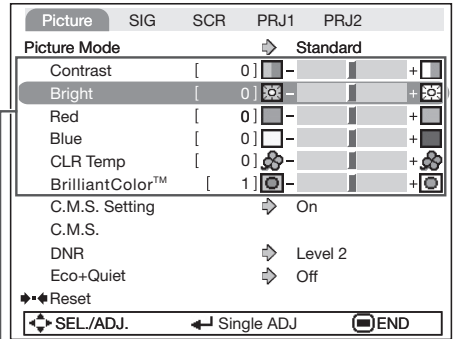 Picture SIG SCR PRJ1 PRJ2
Picture Mode Standard
Contrast [ 0 ] - +
Bright [ 0 ] - +
Red [ 0 ] - +
Blue [ 0 ] - +
CLR Temp [ 0 ] - +
BrilliantColor™ [ 1 ] - +
C.M.S. Setting On
C.M.S.
DNR Level 2
Eco+Quiet Off
Reset
SEL./ADJ. Single ADJ END